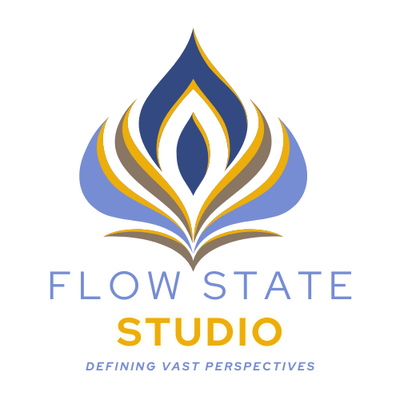 FLOW STATE
STUDIO
DEFINING VAST PERSPECTIVES